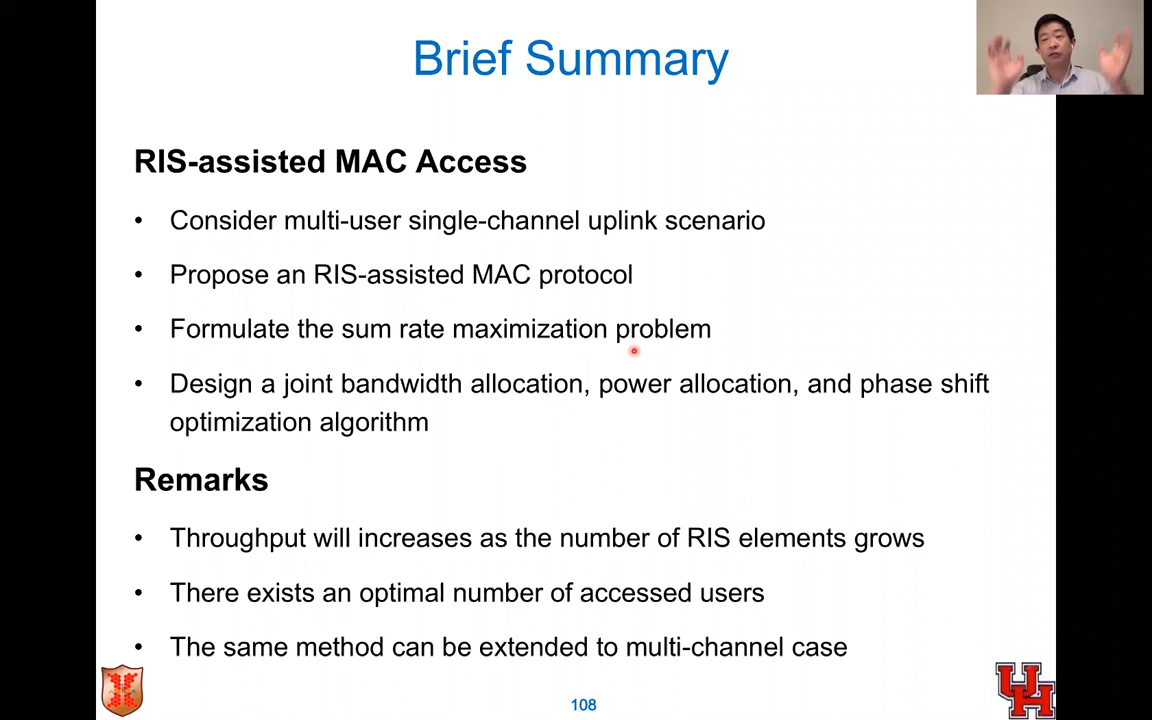 Brief Summary
RIS-assisted MAC Access
• Consider multi-user single-channel uplink scenario
• Propose an RIS-assisted MAC protocol
• Formulate the sum rate maximization problem
• Design a joint bandwidth allocation, power allocation, and phase shift
optimization algorithm
Remarks
• Throughput will increases as the number of RIS elements grows
• There exists an optimal number of accessed users
• The same method can be extended to multi-channel case
UH
108